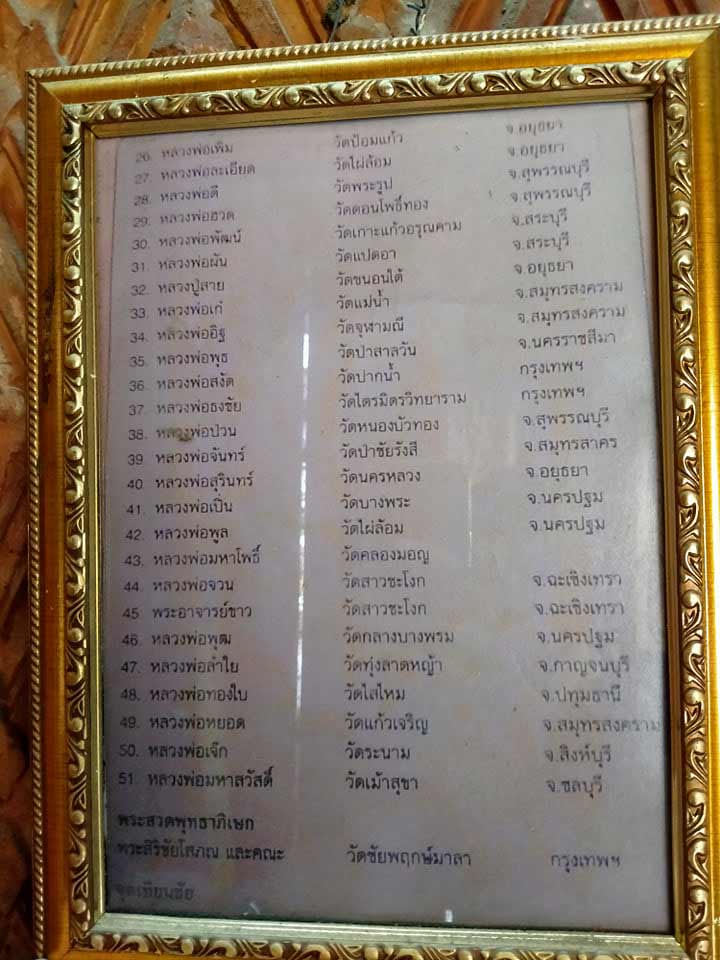 26. หลวงพ่อเพิ่ม วัดป้อมแก้ว จ.อยุธยา
27. หลวงพ่อละเอียด วัดไผ่ล้อม จ.อยุธยา
28. หลวงพ่อดี วัดพระรูป จ.สุพรรณบุรี
29. หลวงพ่อฮวด วัดดอนโพธิ์ทอง จ.สุพรรณบุรี
30. หลวงพ่อพัฒน์ วัดเกาะแก้วอรุณคาม จ.สระบุรี
31. หลวงพ่อผัน วัดแปดอา จ.สระบุรี
32. หลวงปู่สาย วัดขนอนใต้ จ.อยุธยา
33. หลวงพ่อเก๋ วัดแม่น้ำ จ.สมุทรสงคราม
34. หลวงพ่ออิฐ วัดจุฬามณี จ.สมุทรสงคราม
35. หลวงพ่อพุธ วัดป่าสาลวัน จ.นครราชสีมา
36. หลวงพ่อสงัด วัดปากน้ำ กรุงเทพฯ
37. หลวงพ่อธงชัย วัดไตรมิตรวิทยาราม กรุงเทพฯ
38. หลวงพ่อป่วน วัดหนองบัวทอง จ.สุพรรณบุรี
39 หลวงพ่อจันทร์ วัดป่าชัยรังสี จ.สมุทรสาคร
40 หลวงพ่อสุรินทร์ วัดนครหลวง จ.อยุธยา
41. หลวงพ่อเปิ่น วัดบางพระ จ.นครปฐม
42. หลวงพ่อพูล วัดไผ่ล้อม จ.นครปฐม
43. หลวงพ่อมหาโพธิ์ วัดคลองมอญ
44 หลวงพ่อจวน วัดสาวชะโงก จ.ฉะเชิงเทรา
45 พระอาจารย์ขาว วัดสาวชะโงก จ.ฉะเชิงเทรา
46 หลวงพ่อพุฒ วัดกลางบางพรม จ.นครปฐม
47. หลวงพ่อลำใย วัดทุ่งลาดหญ้า จ.กาญจนบุรี
48. หลวงพ่อทองใบ วัดไส้ไหม จ.ปทุมธานี
49. หลวงพ่อหยอด วัดแก้วเจริญ จ.สมุทรสงคราม
50. หลวงพ่อเจ๊ก วัดระนาม จ.สิงห์บุรี
51. หลวงพ่อมหาสวัสดิ์ วัดเม้าสุขา จ.ชลบุรี
พระสวดพุทธาภิเษก
พระสิริชัยโสภณ และคณะ วัดชัยพฤกษ์มาลา กรุงเทพฯ
จุดเทียนชัย